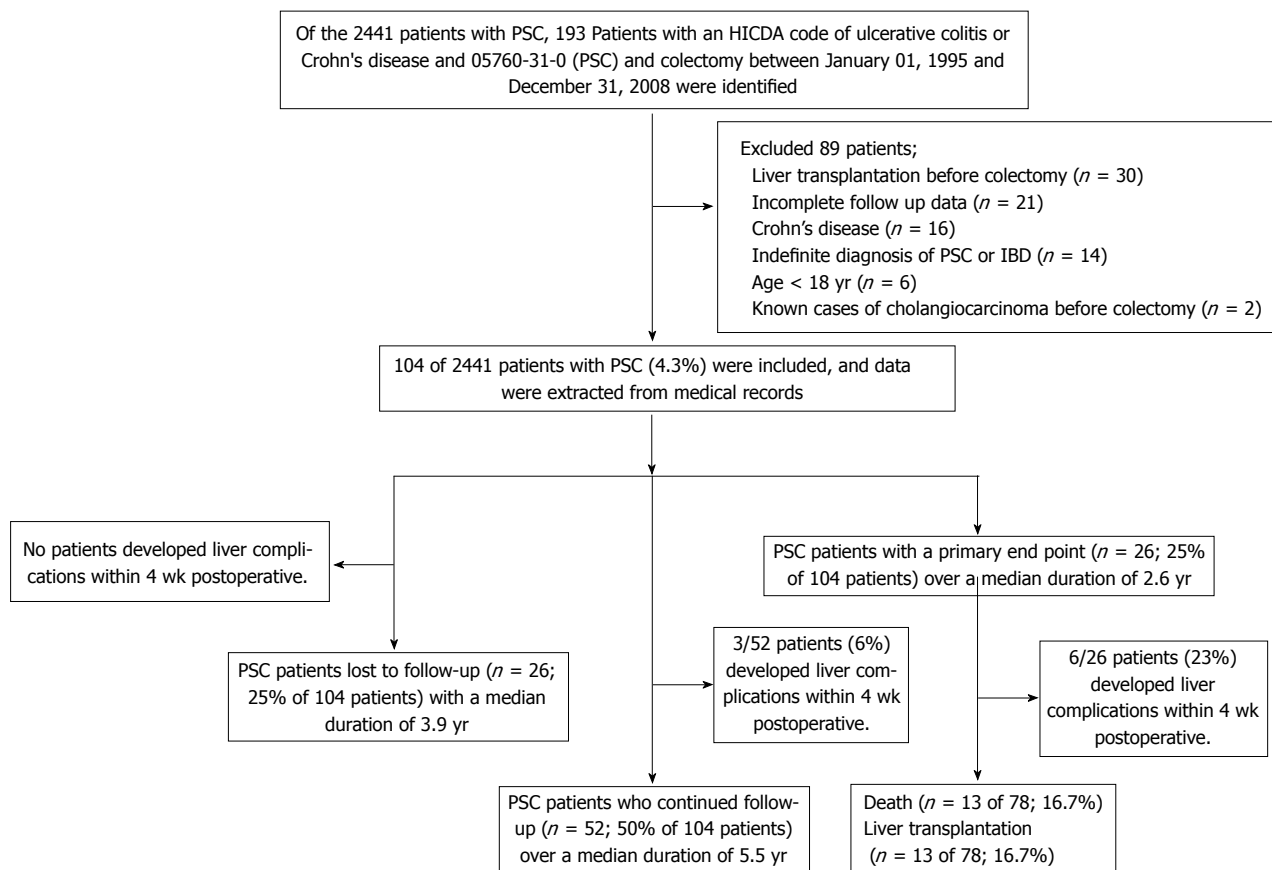 Of the 2441 patients with PSC, 193 Patients with an HICDA code of ulcerative colitis or
Crohn's disease and 05760-31-0 (PSC) and colectomy between January 01, 1995 and
December 31, 2008 were identified
Excluded 89 patients;
Liver transplantation before colectomy (n = 30)
Incomplete follow up data (n = 21)
Crohn's disease (n = 16)
Indefinite diagnosis of PSC or IBD (n = 14)
Age < 18 yr (n = 6)
Known cases of cholangiocarcinoma before colectomy (n = 2)
104 of 2441 patients with PSC (4.3%) were included, and data
were extracted from medical records
No patients developed liver compli-
cations within 4 wk postoperative.
PSC patients with a primary end point (n = 26; 25%
of 104 patients) over a median duration of 2.6 yr
PSC patients lost to follow-up (n = 26;
25% of 104 patients) with a median
duration of 3.9 yr
3/52 patients (6%)
developed liver com-
plications within 4 wk
postoperative.
6/26 patients (23%)
developed liver
complications within 4 wk
postoperative.
PSC patients who continued follow-
up (n = 52; 50% of 104 patients)
over a median duration of 5.5 yr
Death (n = 13 of 78; 16.7%)
Liver transplantation
(n = 13 of 78; 16.7%)